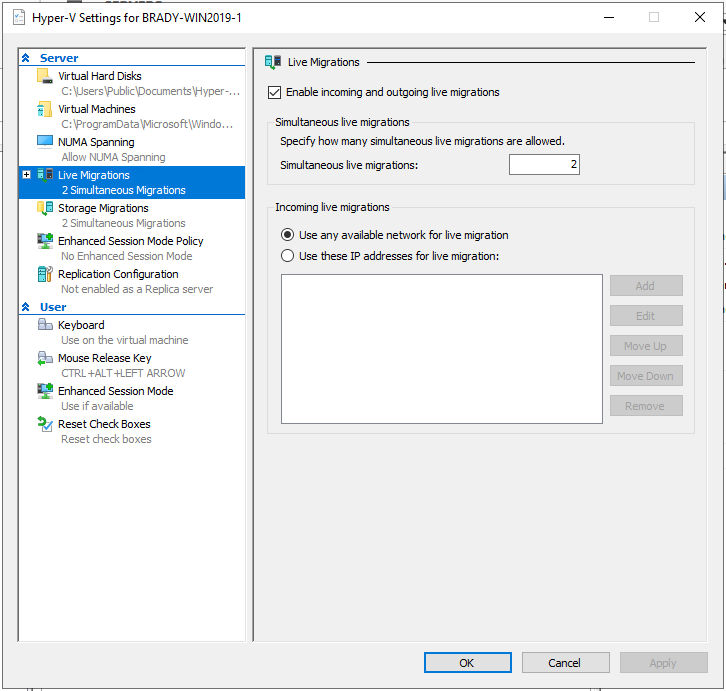 Hyper-V Settings for BRADY-WIN2019-1
Server
Virtual Hard Disks
C:\Users\Public\Documents\Hyper-...
Virtual Machines
C:\ProgramData\Microsoft\Windo...
NUMA Spanning
Allow NUMA Spanning
Live Migrations
2 Simultaneous Migrations
Storage Migrations
2 Simultaneous Migrations
Enhanced Session Mode Policy
No Enhanced Session Mode
Replication Configuration
Not enabled as a Replica server
User
Keyboard
Use on the virtual machine
Mouse Release Key
CTRL+ALT+LEFT ARROW
Enhanced Session Mode
Use if available
Reset Check Boxes
Reset check boxes
Live Migrations
Enable incoming and outgoing live migrations
Simultaneous live migrations
Specify how many simultaneous live migrations are allowed.
Simultaneous live migrations: 2
Incoming live migrations
Use any available network for live migration
Use these IP addresses for live migration:
Add
Edit
Move Up
Move Down
Remove
OK Cancel Apply